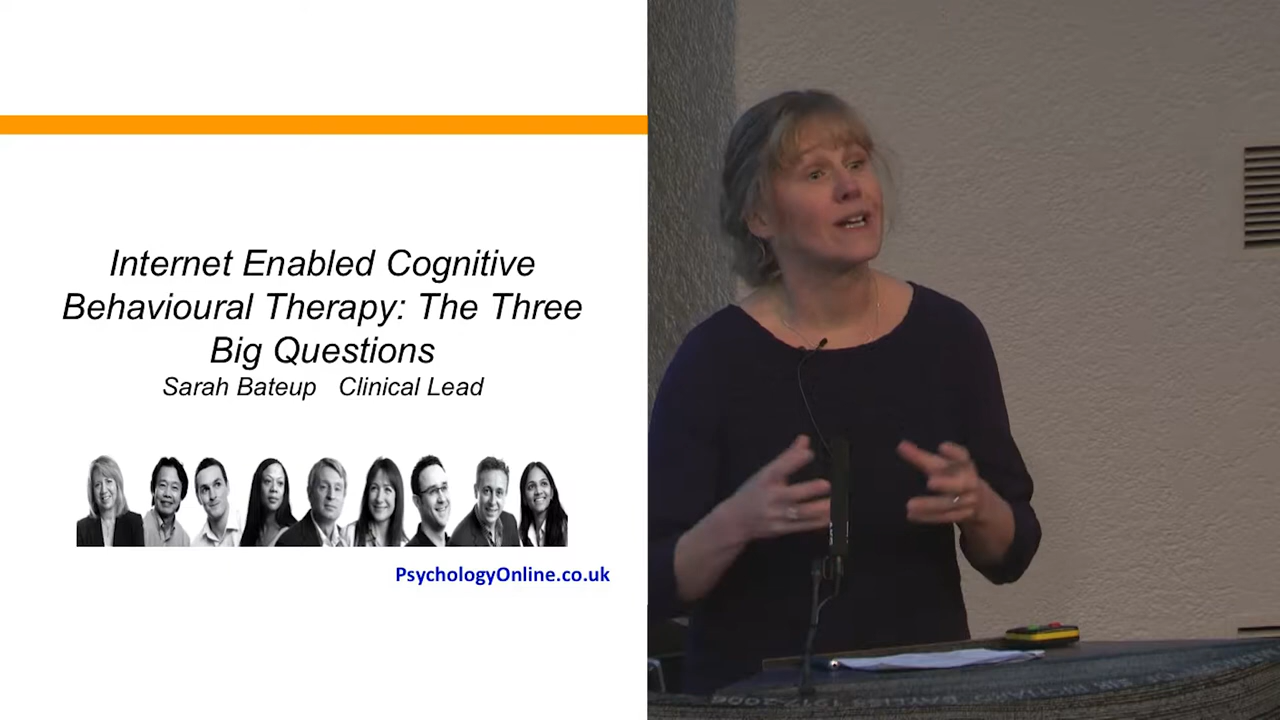 Internet Enabled Cognitive
Behavioural Therapy: The Three
Big Questions
Sarah Bateup Clinical Lead
PsychologyOnline.co.uk